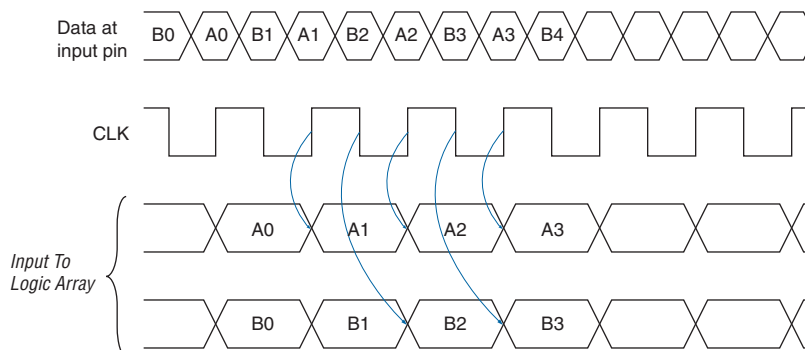 Data at
input pin
B0 A0 B1 A1 B2 A2 B3 A3 B4
CLK
Input To
Logic Array
A0 A1 A2 A3
B0 B1 B2 B3